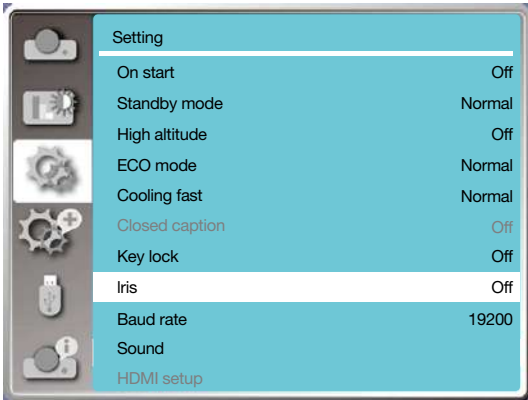 Setting
On start Off
Standby mode Normal
High altitude Off
ECO mode Normal
Cooling fast Normal
Closed caption Off
Key lock Off
Iris Off
Baud rate 19200
Sound
HDMI setup